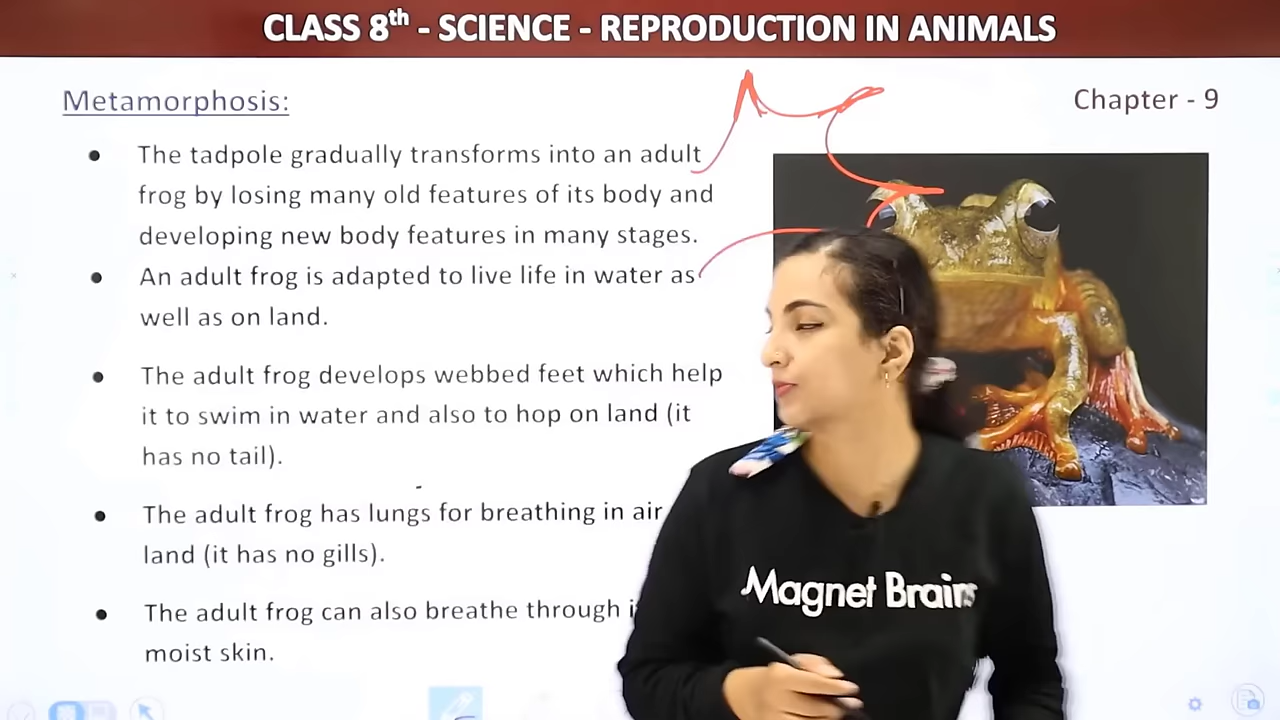 CLASS 8th - SCIENCE - REPRODUCTION IN ANIMALS
Metamorphosis:
Chapter - 9
● The tadpole gradually transforms into an adult
frog by losing many old features of its body and
developing new body features in many stages.
● An adult frog is adapted to live life in water as
well as on land.
● The adult frog develops webbed feet which help
it to swim in water and also to hop on land (it
has no tail).
● The adult frog has lungs for breathing in air
land (it has no gills).
● The adult frog can also breathe through
moist skin.
Magnet Brains